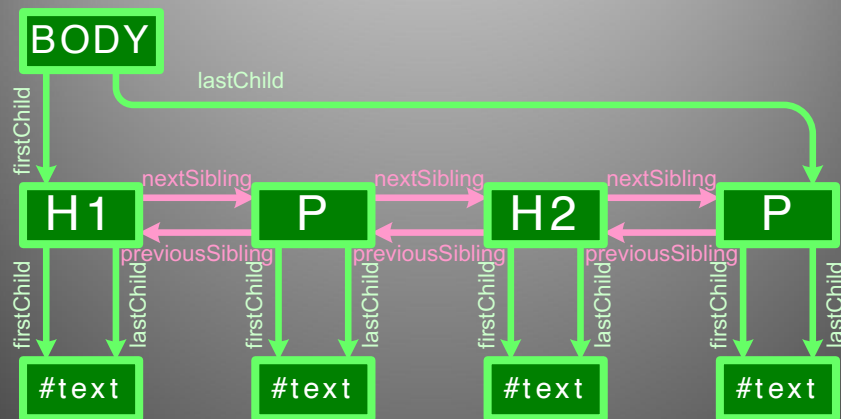 BODY
lastChild
firstChild
nextSibling nextSibling nextSibling
H1 P H2 P
previousSibling previousSibling previousSibling
firstChild lastChild firstChild lastChild firstChild lastChild firstChild lastChild
#text #text #text #text